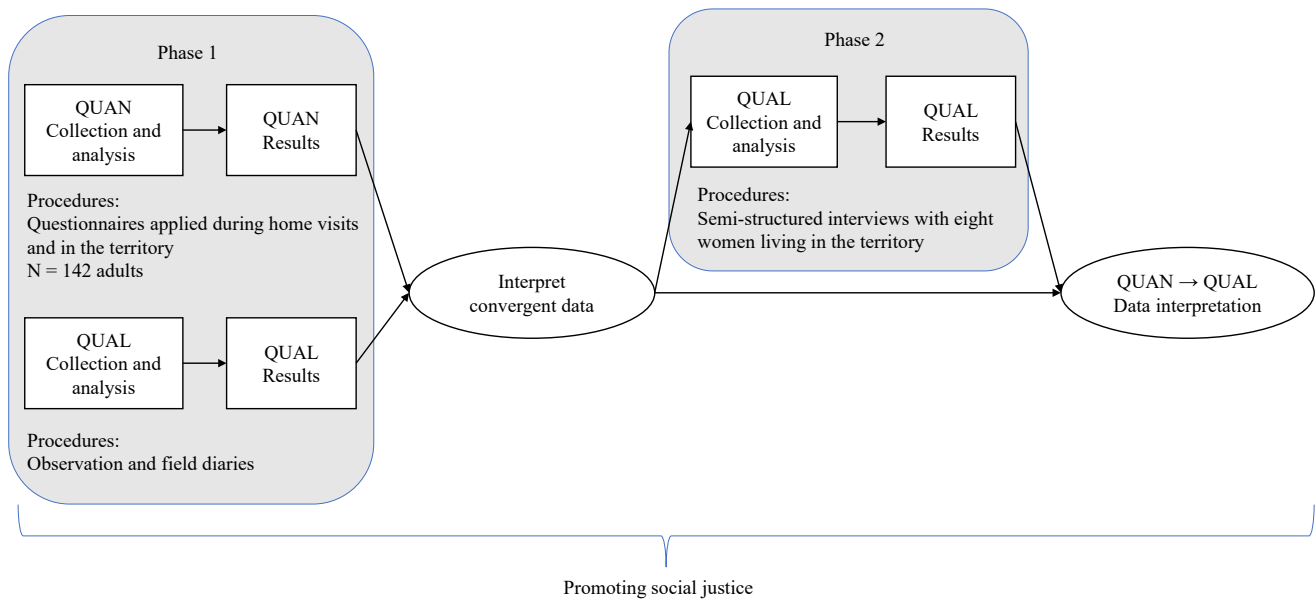 Phase 1
QUAN
Collection and
analysis
QUAN
Results
Procedures:
Questionnaires applied during home visits
and in the territory
N = 142 adults
QUAL
Collection and
analysis
QUAL
Results
Procedures:
Observation and field diaries
Interpret
convergent data
Phase 2
QUAL
Collection and
analysis
QUAL
Results
Procedures:
Semi-structured interviews with eight
women living in the territory
QUAN → QUAL
Data interpretation
Promoting social justice